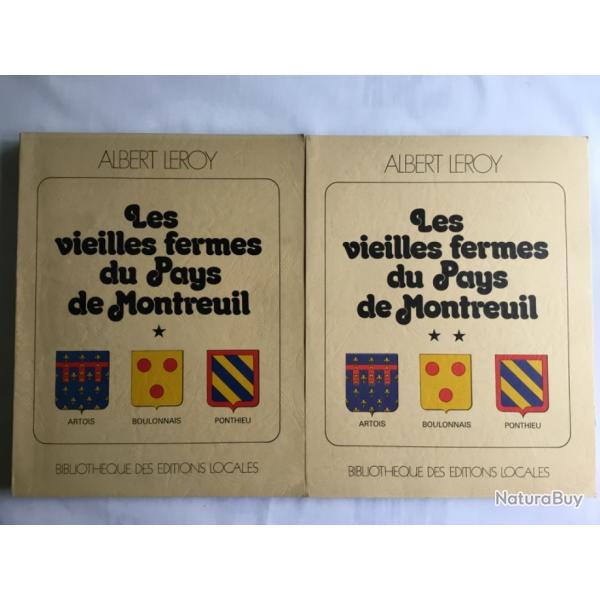 ALBERT LEROY
Les
vieilles fermes
du Pays
de Montreuil
★
ARTOIS
BOULONNAIS
PONTHIEU
BIBLIOTHEQUE DES EDITIONS LOCALES
ALBERT LEROY
Les
vieilles fermes
du Pays
de Montreuil
★ ★
ARTOIS
BOULONNAIS
PONTHIEU
BIBLIOTHEQUE DES EDITIONS LOCALES
NaturaBuy